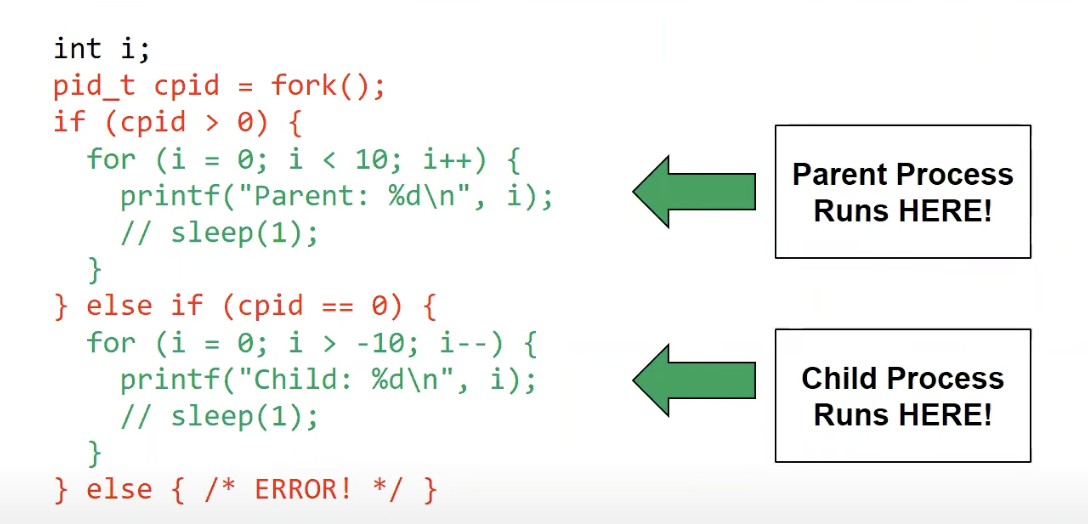 int i;
pid_t cpid = fork();
if (cpid > 0) {
  for (i = 0; i < 10; i++) {
    printf("Parent: %d\n", i);
    // sleep(1);
  }
} else if (cpid == 0) {
  for (i = 0; i > -10; i--) {
    printf("Child: %d\n", i);
    // sleep(1);
  }
} else { /* ERROR! */ }
Parent Process
Runs HERE!
Child Process
Runs HERE!